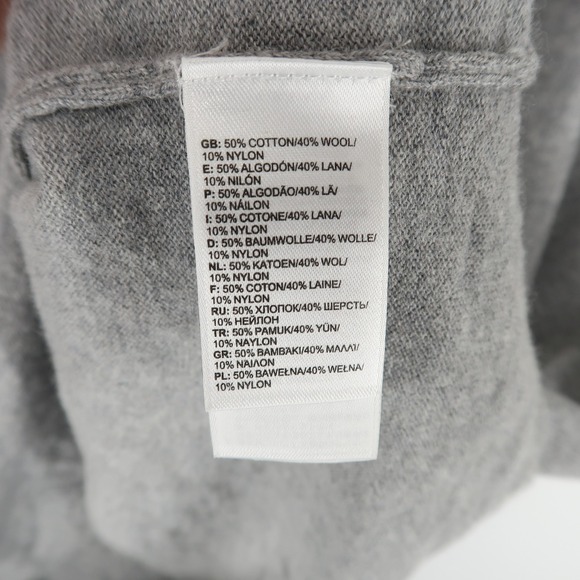 GB: 50% COTTON/40% WOOL/
10% NYLON
E: 50% ALGODÓN/40% LANA/
10% NILÓN
P: 50% ALGODÃO/40% LÃ/
10% NÁILON
I: 50% COTONE/40% LANA/
10% NYLON
D: 50% BAUMWOLLE/40% WOLLE/
10% NYLON
NL: 50% KATOEN/40% WOL/
10% NYLON
F: 50% COTON/40% LAINE/
10% NYLON
RU: 50% ХЛОПОК/40% ШЕРСТЬ/
10% НЕЙЛОН
TR: 50% PAMUK/40% YÜN/
10% NAYLON
GR: 50% ΒΑΜΒΆΚΙ/40% ΜΑΛΛΊ/
10% ΝΆΙΛΟΝ
PL: 50% BAWEŁNA/40% WEŁNA/
10% NYLON